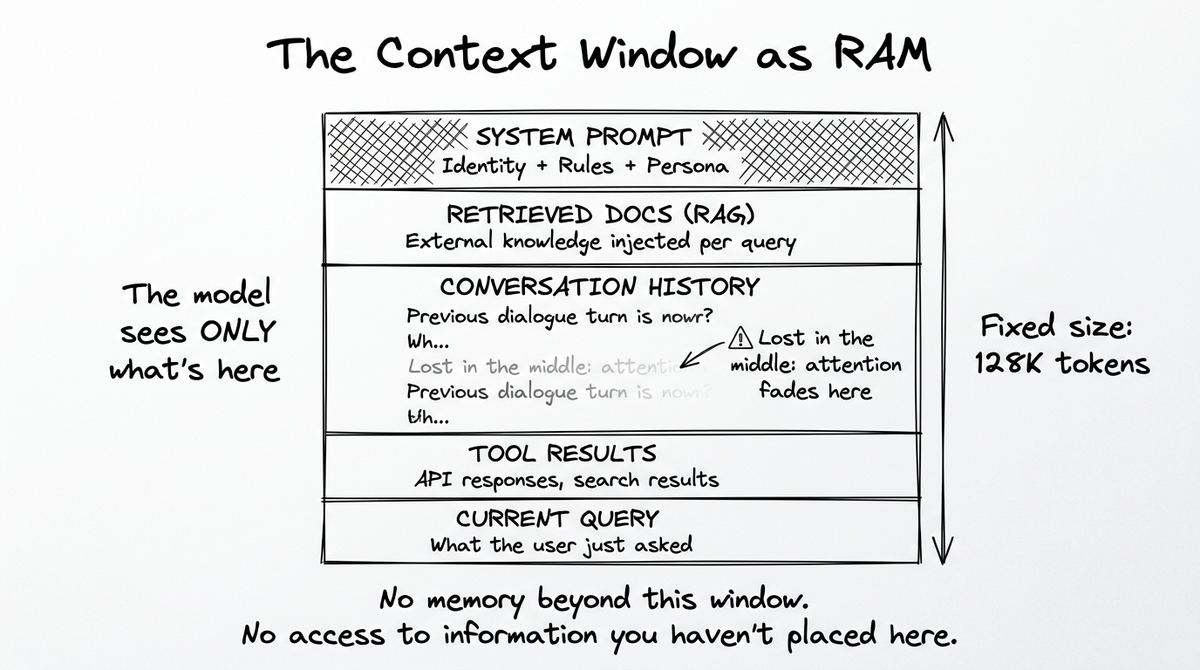 The Context Window as RAM
SYSTEM PROMPT
Identity + Rules + Persona
RETRIEVED DOCS (RAG)
External knowledge injected per query
CONVERSATION HISTORY
Previous dialogue turn is nowr?
Wh...
Lost in the middle: attenti
Previous dialogue turn is nowr?
Uh...
⚠ Lost in the
middle: attention
fades here
TOOL RESULTS
API responses, search results
CURRENT QUERY
What the user just asked
The model
sees ONLY
what's here
Fixed size:
128K tokens
No memory beyond this window.
No access to information you haven't placed here.